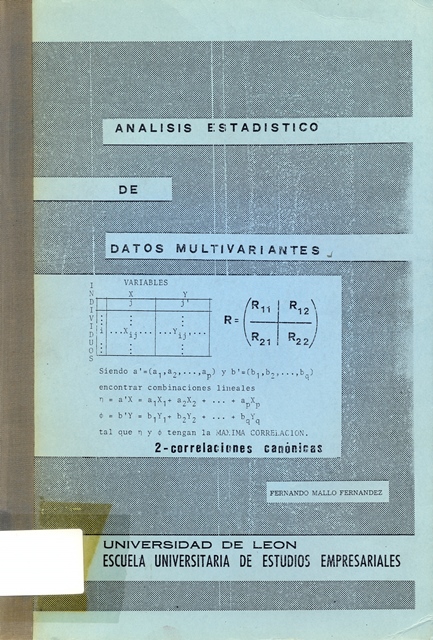 ANALISIS ESTADISTICO
DE
DATOS MULTIVARIANTES
VARIABLES
X Y
INDIVIDUOS
j j'
i ...Xij... ...Yij....
R = ( R11 R12
R21 R22 )
Siendo a'=(a1,a2,...,ap) y b'=(b1,b2,...,bq)
encontrar combinaciones lineales
η = a'X = a1X1+ a2X2 + ... + apXp
φ = b'Y = b1Y1+ b2Y2 + ... + bqYq
tal que η y φ tengan la MAXIMA CORRELACION.
2-correlaciones canónicas
FERNANDO MALLO FERNANDEZ
UNIVERSIDAD DE LEON
ESCUELA UNIVERSITARIA DE ESTUDIOS EMPRESARIALES